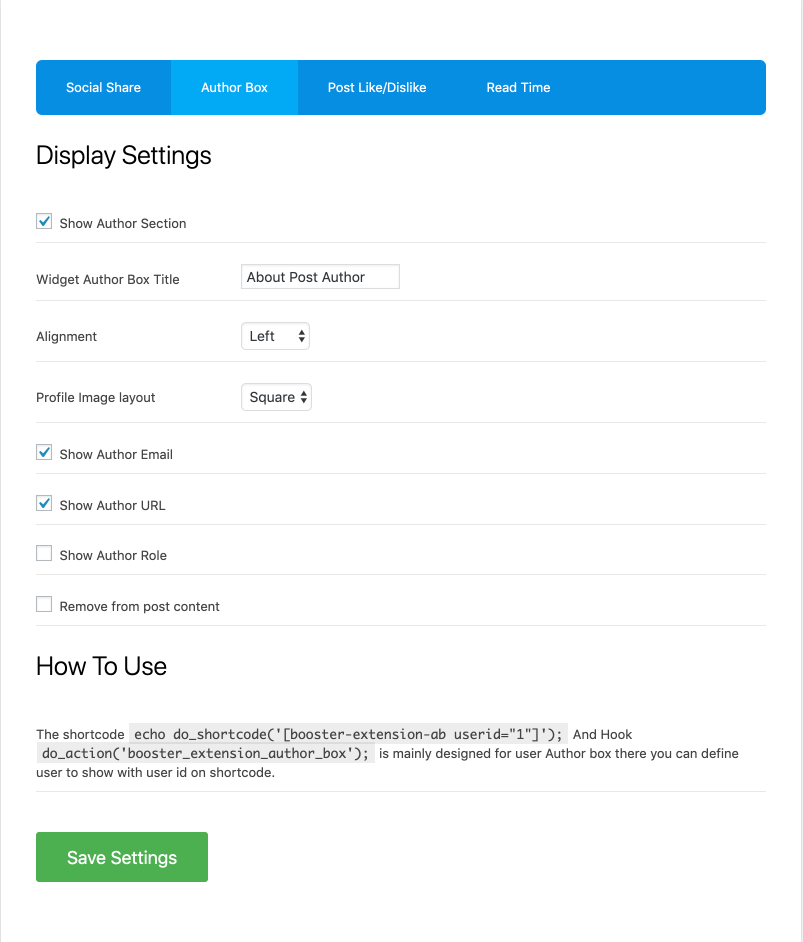 Social Share Author Box Post Like/Dislike Read Time
Display Settings
Show Author Section
Widget Author Box Title About Post Author
Alignment Left
Profile Image layout Square
Show Author Email
Show Author URL
Show Author Role
Remove from post content
How To Use
The shortcode echo do_shortcode('[booster-extension-ab userid="1"]'); And Hook
do_action('booster_extension_author_box'); is mainly designed for user Author box there you can define
user to show with user id on shortcode.
Save Settings